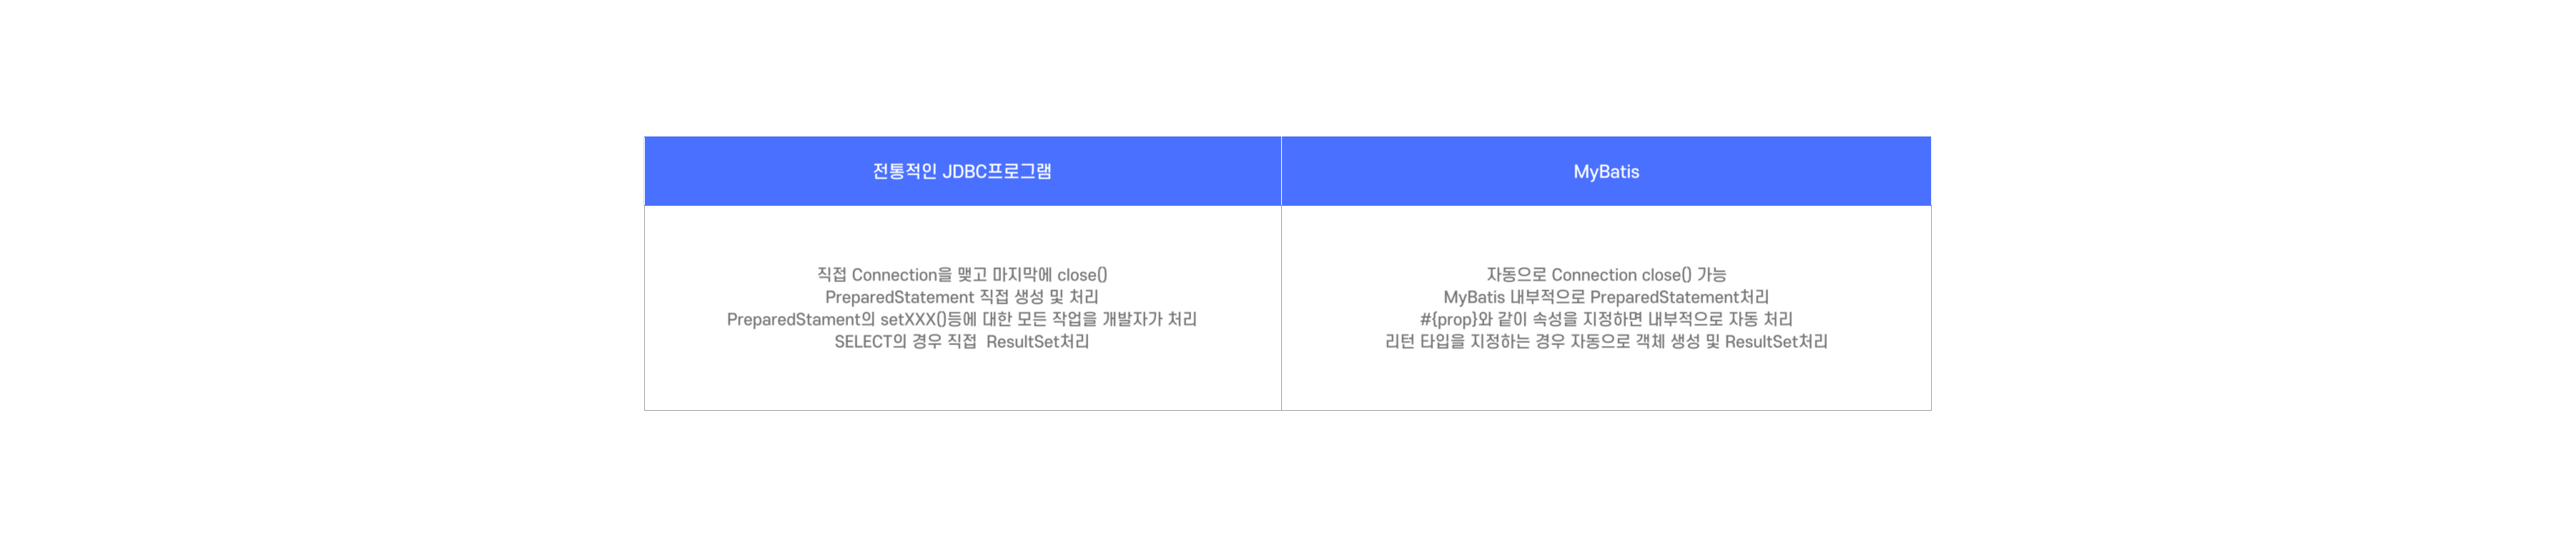 전통적인 JDBC프로그램
MyBatis
직접 Connection을 맺고 마지막에 close()
PreparedStatement 직접 생성 및 처리
PreparedStament의 setXXX()등에 대한 모든 작업을 개발자가 처리
SELECT의 경우 직접  ResultSet처리
자동으로 Connection close() 가능
MyBatis 내부적으로 PreparedStatement처리
#{prop}와 같이 속성을 지정하면 내부적으로 자동 처리
리턴 타입을 지정하는 경우 자동으로 객체 생성 및 ResultSet처리